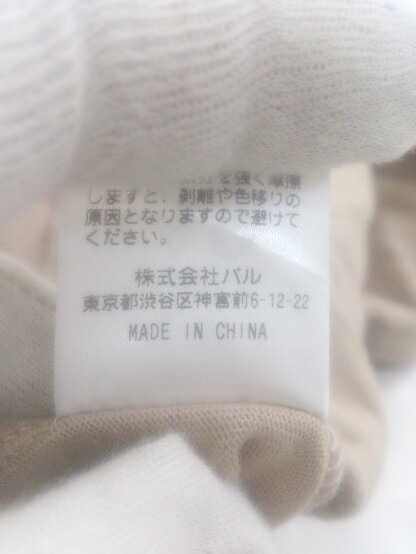 を強く摩擦
しますと、剥離や色移りの
原因となりますので避けて
ください。
株式会社パル
東京都渋谷区神宮前6-12-22
MADE IN CHINA